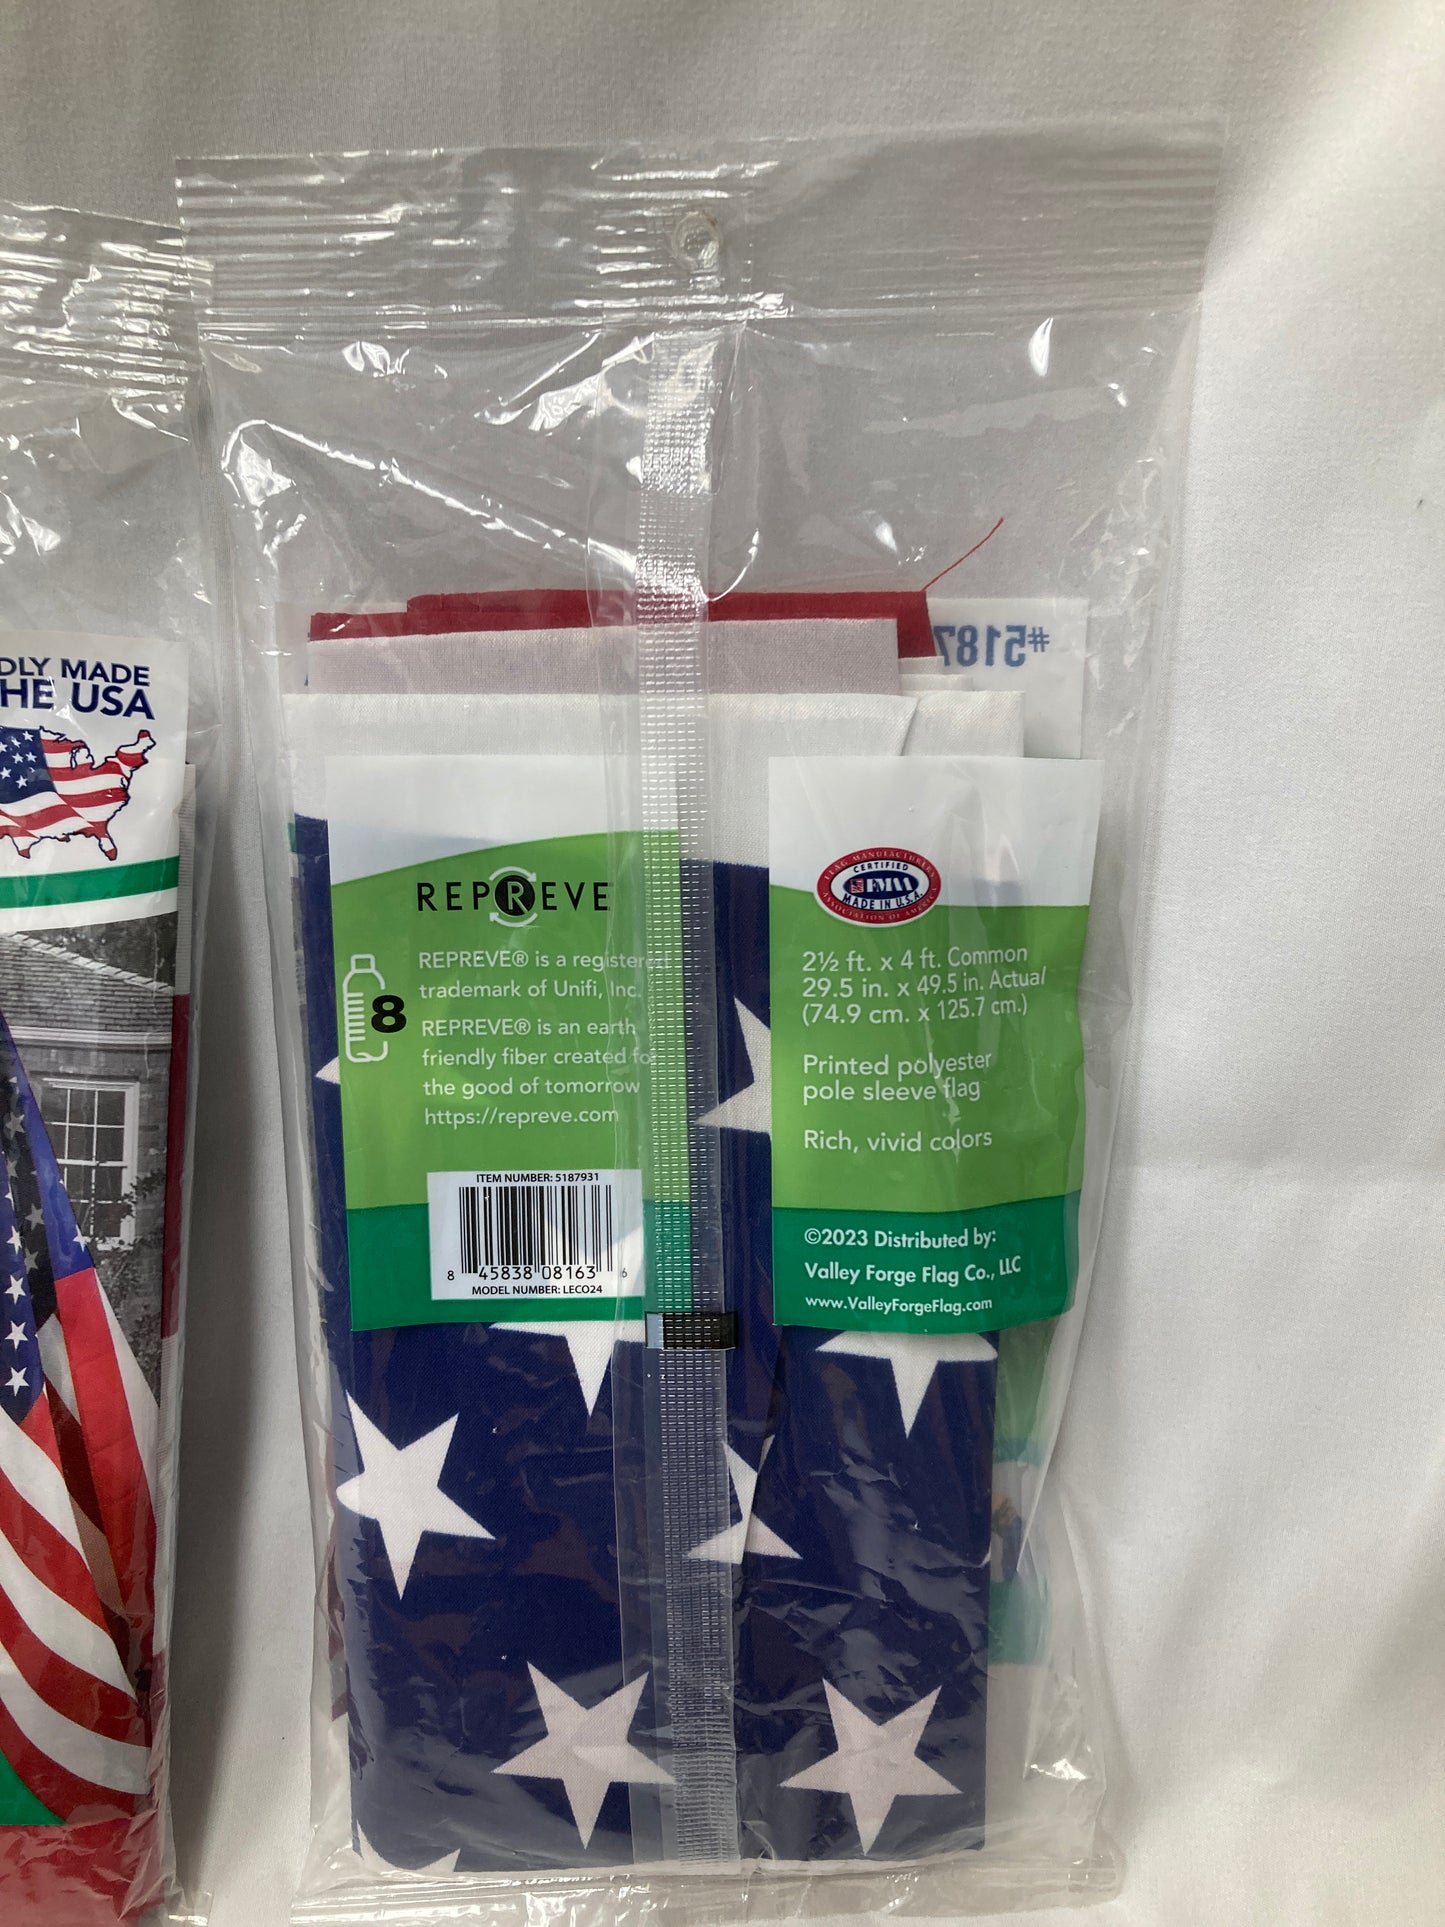 DLY MADE
HE USA
#5187
REPREVE
REPREVE® is a registered
trademark of Unifi, Inc.
8
REPREVE® is an earth
friendly fiber created for
the good of tomorrow
https://repreve.com
ITEM NUMBER: 5187931
8 45838 08163 6
MODEL NUMBER: LECO24
FLAG MANUFACTURERS
CERTIFIED
FMAA
MADE IN U.S.A.
ASSOCIATION OF AMERICA
2½ ft. x 4 ft. Common
29.5 in. x 49.5 in. Actual
(74.9 cm. x 125.7 cm.)
Printed polyester
pole sleeve flag
Rich, vivid colors
©2023 Distributed by:
Valley Forge Flag Co., LLC
www.ValleyForgeFlag.com